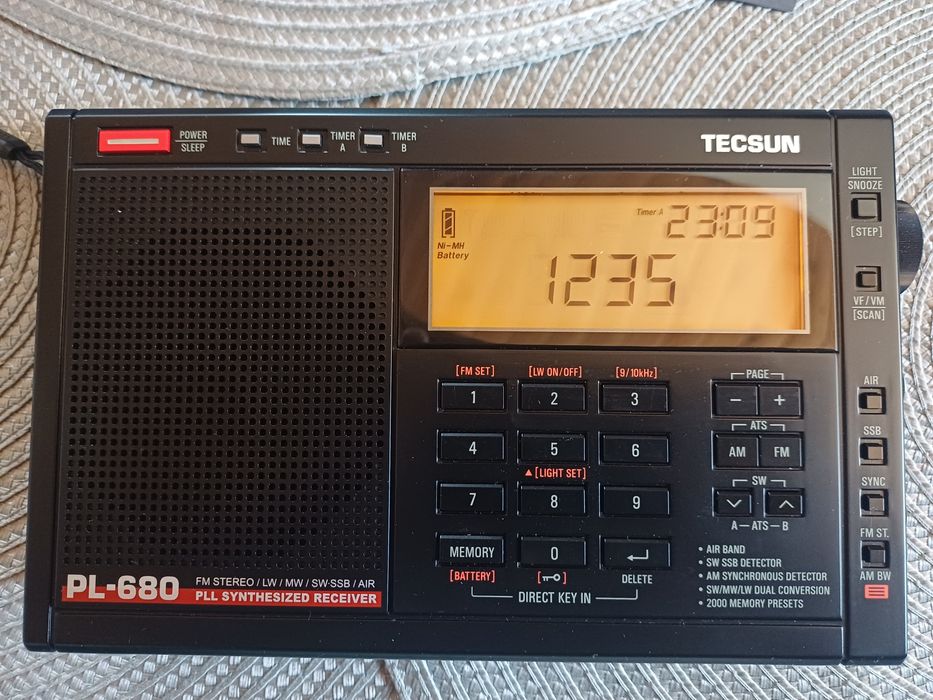 POWER
SLEEP
TIME
TIMER
A
TIMER
B
TECSUN
LIGHT
SNOOZE
[STEP]
VF/VM
[SCAN]
Timer A 23:09
Ni-MH
Battery
1235
[FM SET] [LW ON/OFF] [9/10kHz]
1 2 3
4 5 6
▲[LIGHT SET]
7 8 9
MEMORY 0 ↵
[BATTERY] DELETE
DIRECT KEY IN
PAGE
− +
ATS
AM FM
SW
A—ATS—B
AIR
SSB
SYNC
FM ST.
AM BW
• AIR BAND
• SW SSB DETECTOR
• AM SYNCHRONOUS DETECTOR
• SW/MW/LW DUAL CONVERSION
• 2000 MEMORY PRESETS
PL-680
FM STEREO / LW / MW / SW-SSB / AIR
PLL SYNTHESIZED RECEIVER